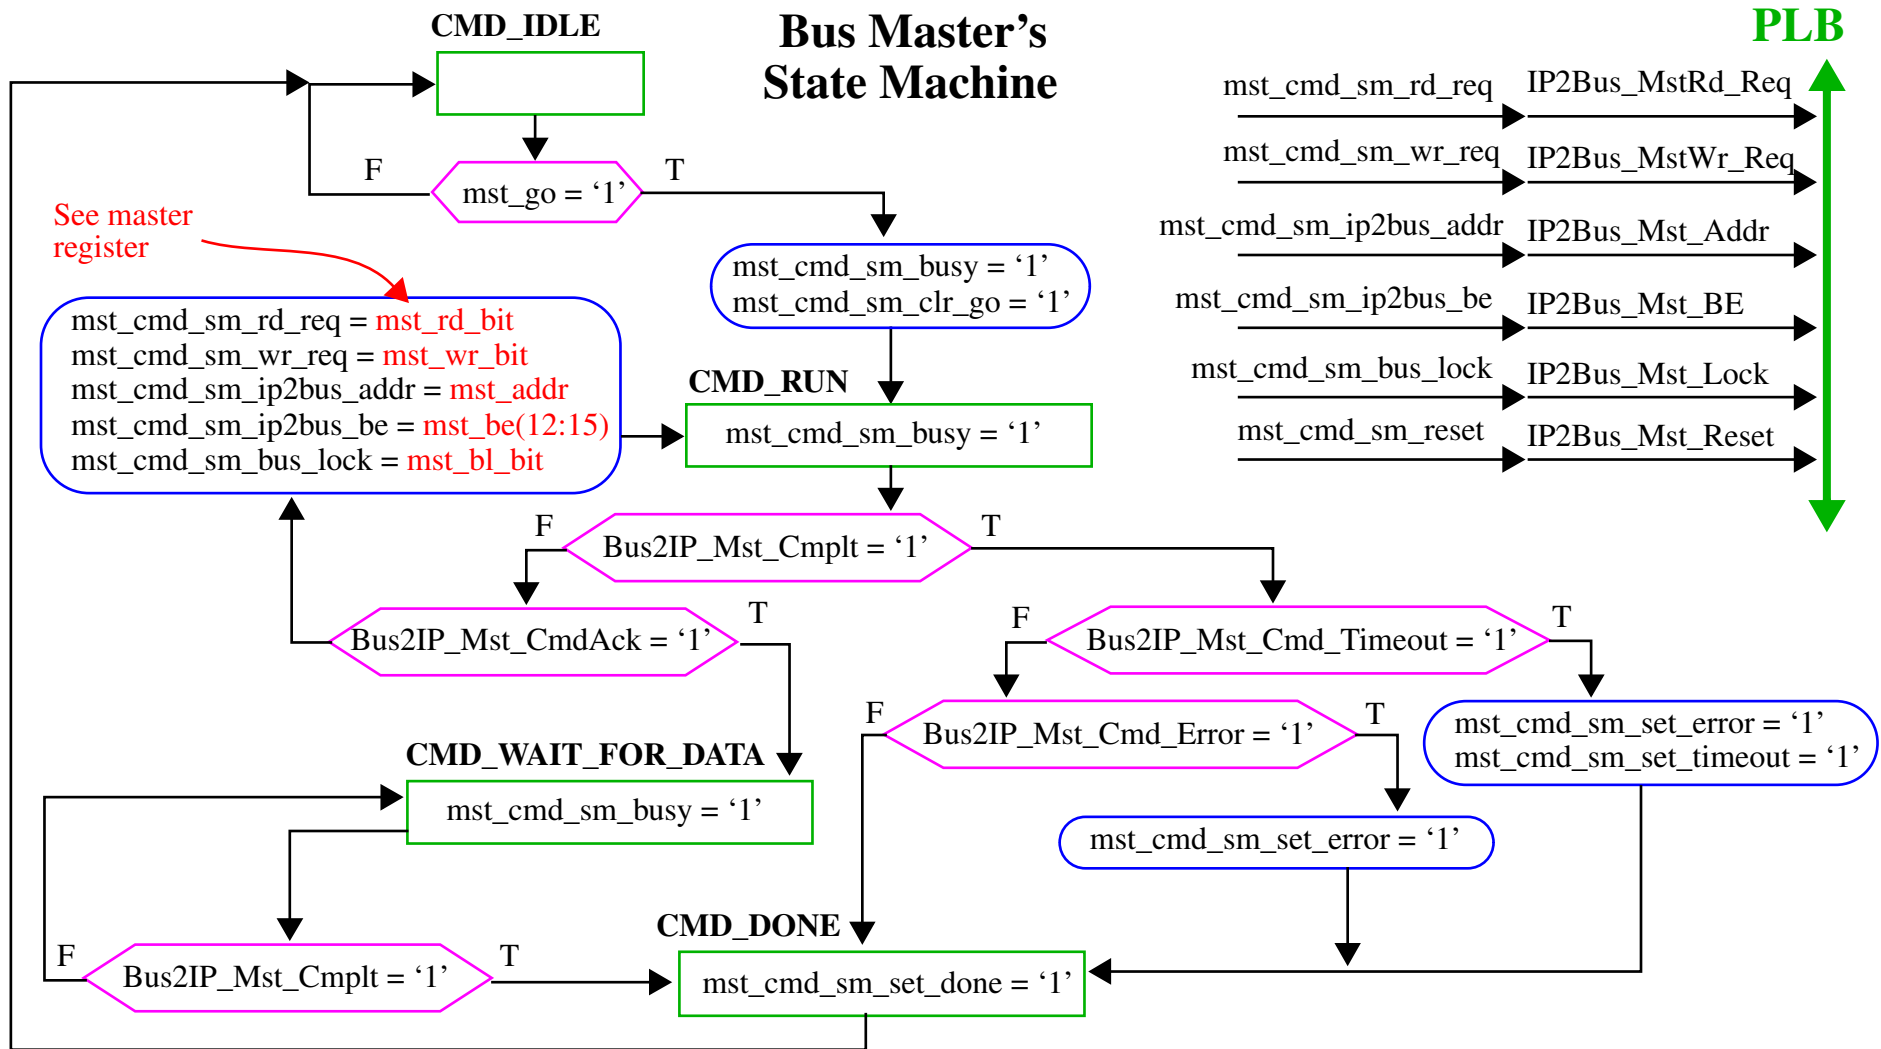 CMD_IDLE
Bus Master’s
State Machine
PLB
mst_cmd_sm_rd_req
IP2Bus_MstRd_Req
mst_cmd_sm_wr_req
IP2Bus_MstWr_Req
mst_cmd_sm_ip2bus_addr
IP2Bus_Mst_Addr
mst_cmd_sm_ip2bus_be
IP2Bus_Mst_BE
mst_cmd_sm_bus_lock
IP2Bus_Mst_Lock
mst_cmd_sm_reset
IP2Bus_Mst_Reset
F
mst_go = ‘1’
T
See master
register
mst_cmd_sm_busy = ‘1’
mst_cmd_sm_clr_go = ‘1’
mst_cmd_sm_rd_req = mst_rd_bit
mst_cmd_sm_wr_req = mst_wr_bit
mst_cmd_sm_ip2bus_addr = mst_addr
mst_cmd_sm_ip2bus_be = mst_be(12:15)
mst_cmd_sm_bus_lock = mst_bl_bit
CMD_RUN
mst_cmd_sm_busy = ‘1’
F
Bus2IP_Mst_Cmplt = ‘1’
T
Bus2IP_Mst_CmdAck = ‘1’
T
F
Bus2IP_Mst_Cmd_Timeout = ‘1’
T
F
Bus2IP_Mst_Cmd_Error = ‘1’
T
mst_cmd_sm_set_error = ‘1’
mst_cmd_sm_set_timeout = ‘1’
CMD_WAIT_FOR_DATA
mst_cmd_sm_busy = ‘1’
mst_cmd_sm_set_error = ‘1’
F
Bus2IP_Mst_Cmplt = ‘1’
T
CMD_DONE
mst_cmd_sm_set_done = ‘1’